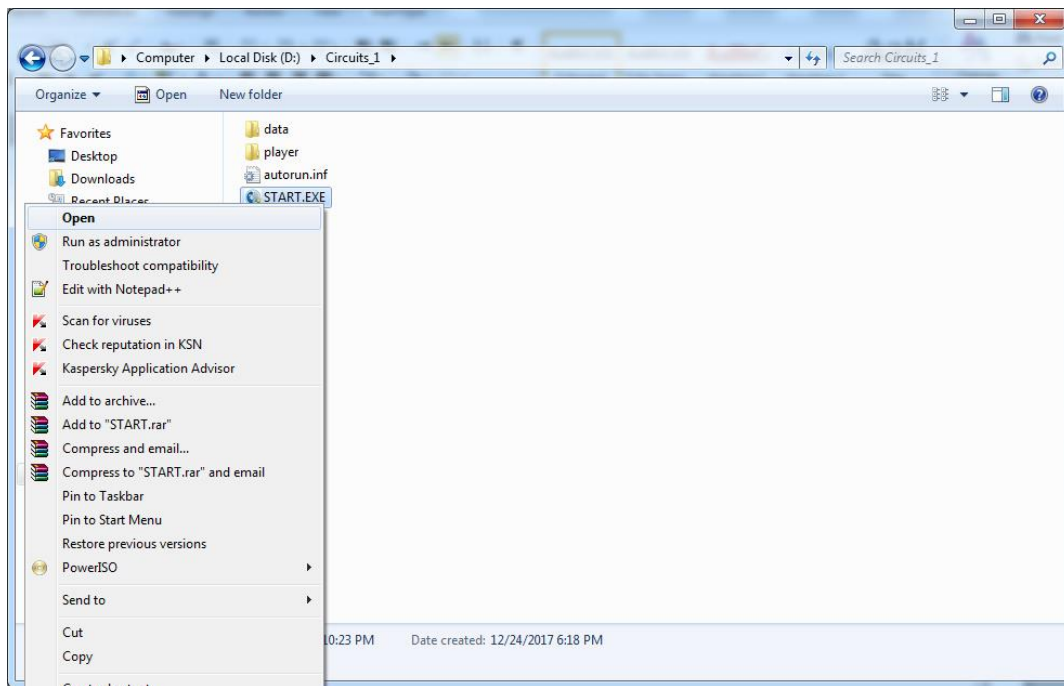 Computer Local Disk (D:) Circuits_1
Search Circuits_1
Organize Open New folder
Favorites
Desktop
Downloads
Recent Places
data
player
autorun.inf
START.EXE
Open
Run as administrator
Troubleshoot compatibility
Edit with Notepad++
Scan for viruses
Check reputation in KSN
Kaspersky Application Advisor
Add to archive...
Add to "START.rar"
Compress and email...
Compress to "START.rar" and email
Pin to Taskbar
Pin to Start Menu
Restore previous versions
PowerISO
Send to
Cut
Copy
10:23 PM Date created: 12/24/2017 6:18 PM